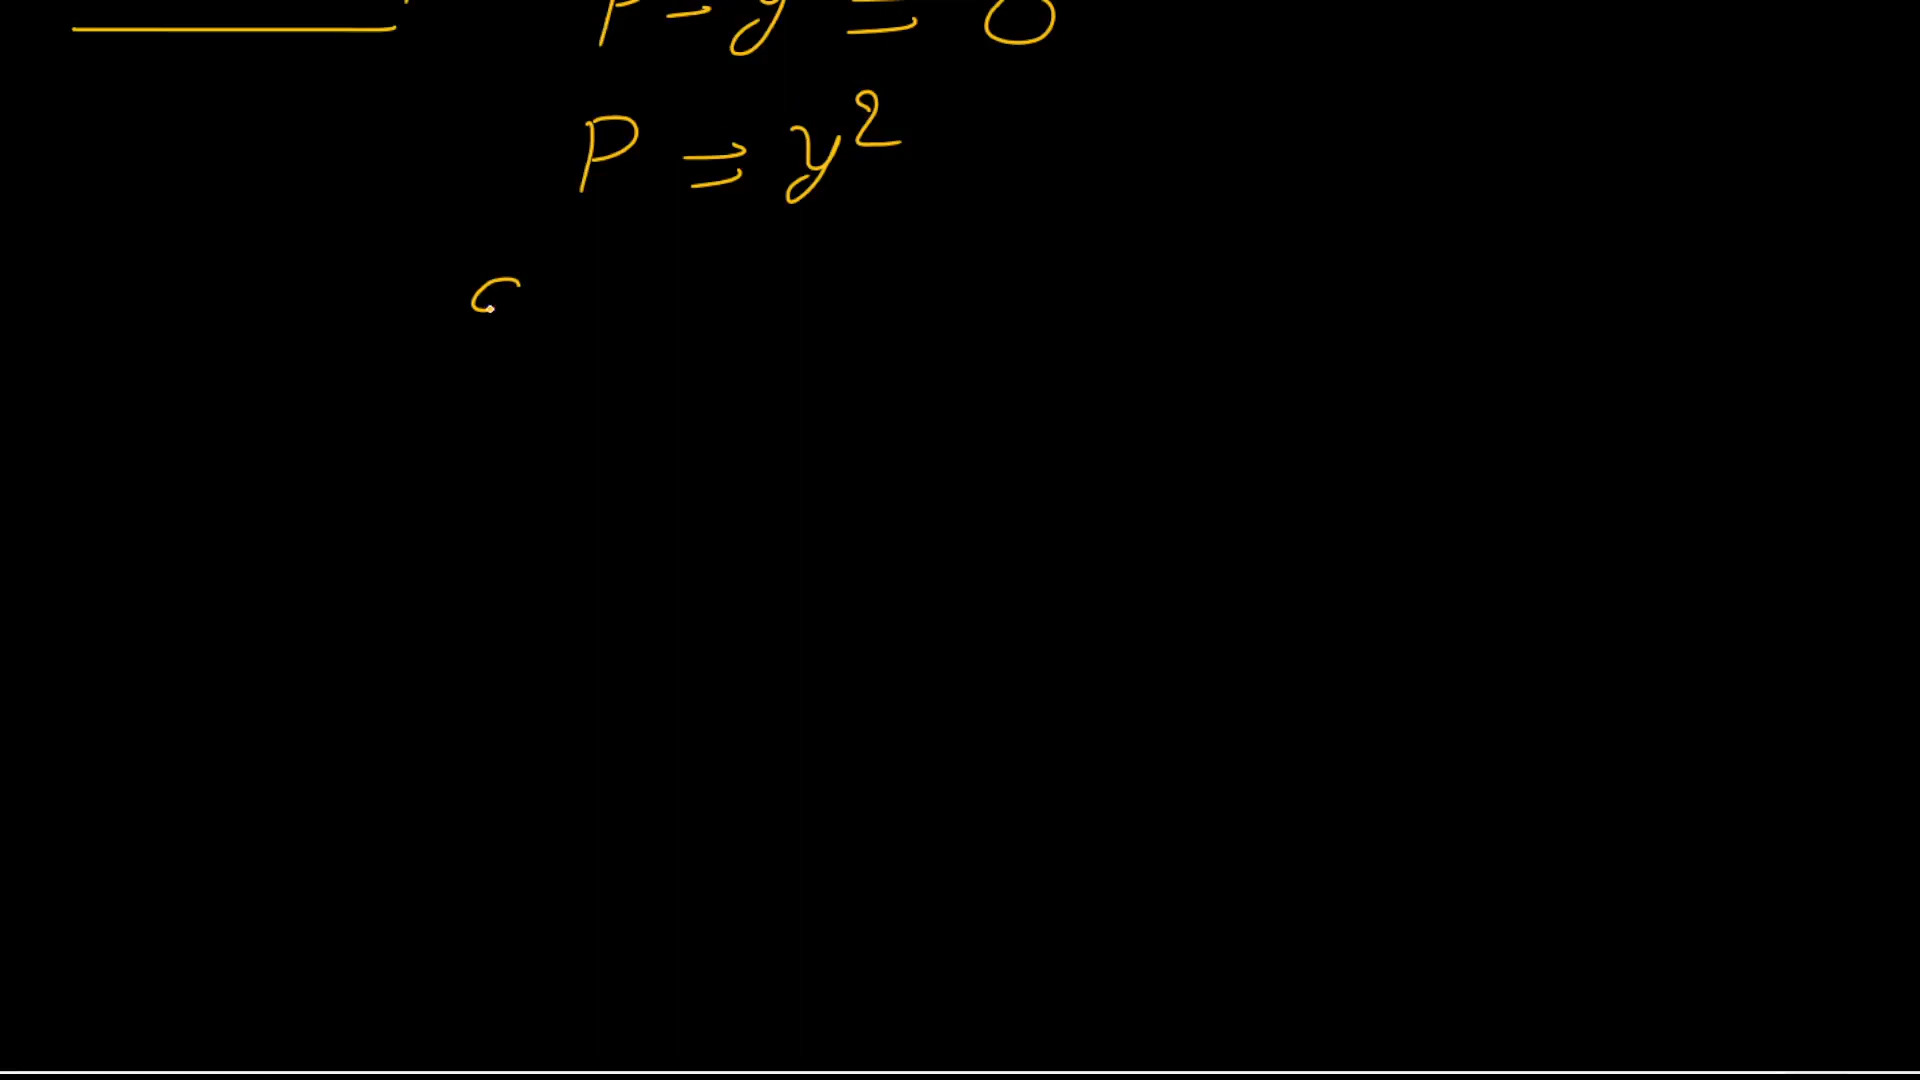 p - y = 0
P = y²